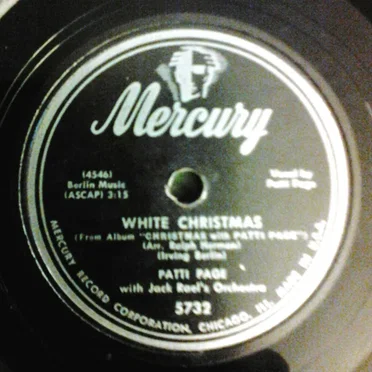 Mercury
(4546)
Berlin Music
(ASCAP) 3:15
Vocal by
Patti Page
WHITE CHRISTMAS
(From Album "CHRISTMAS with PATTI PAGE")
(Arr. Ralph Herman)
(Irving Berlin)
PATTI PAGE
with Jack Rael's Orchestra
5732
MERCURY RECORD CORPORATION, CHICAGO, ILL. MADE IN U.S.A.